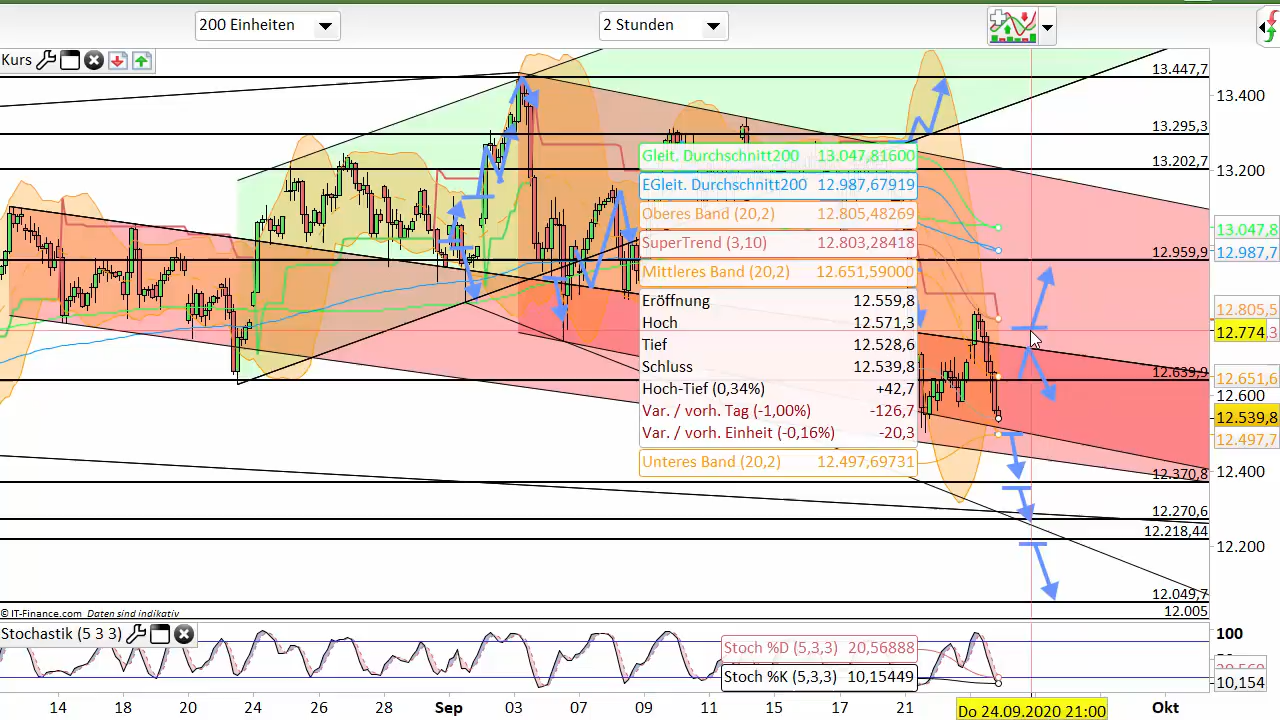 200 Einheiten
2 Stunden
Kurs
13.447,7
13.400
13.295,3
13.202,7
13.200
Gleit. Durchschnitt200 13.047,81600
EGleit. Durchschnitt200 12.987,67919
Oberes Band (20,2) 12.805,48269
SuperTrend (3,10) 12.803,28418
Mittleres Band (20,2) 12.651,59000
Eröffnung 12.559,8
Hoch 12.571,3
Tief 12.528,6
Schluss 12.539,8
Hoch-Tief (0,34%) +42,7
Var. / vorh. Tag (-1,00%) -126,7
Var. / vorh. Einheit (-0,16%) -20,3
Unteres Band (20,2) 12.497,69731
13.047,8
12.987,7
12.959,9
12.805,5
12.774,3
12.639,9
12.651,6
12.600
12.539,8
12.497,7
12.400
12.370,8
12.270,6
12.218,44
12.200
12.049,7
12.005
© IT-Finance.com Daten sind indikativ
Stochastik (5 3 3)
100
Stoch %D (5,3,3) 20,56888
Stoch %K (5,3,3) 10,15449
10,154
14 18 20 24 26 28 Sep 03 07 09 11 15 17 21 Do 24.09.2020 21:00 Okt